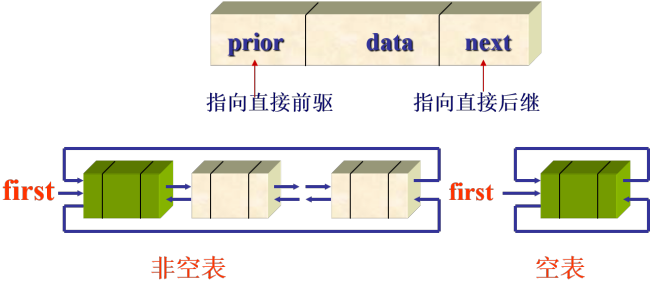 prior data next
指向直接前驱 指向直接后继
first first
非空表 空表